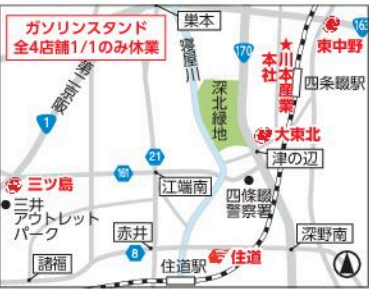 ガソリンスタンド
全4店舗1/1のみ休業
巣本
寝屋川
170
★川本産業
本社
東中野
163
四条畷駅
第二京阪
1
深北緑地
大東北
津の辺
21
161
三ツ島
三井
アウトレット
パーク
江端南
四條畷
警察署
赤井
8
深野南
諸福
住道駅
住道